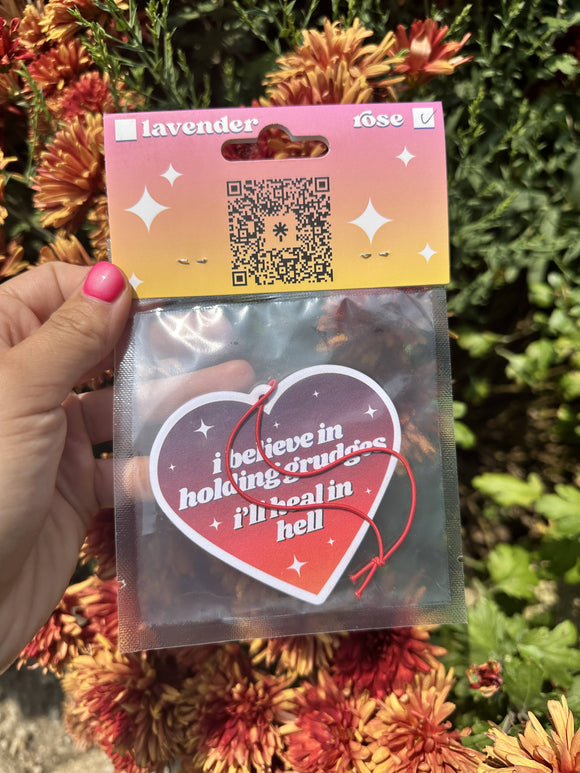 lavender rose
i believe in
holding grudges
i'll heal in
hell